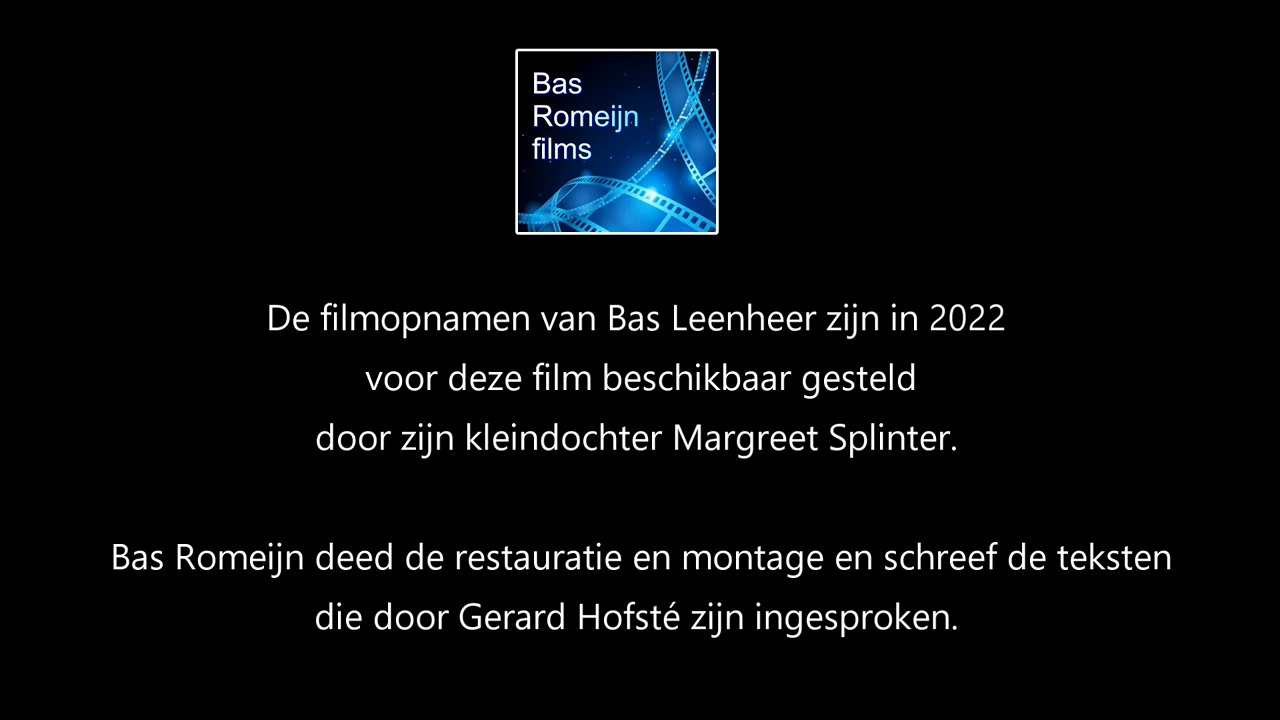 Bas
Romeijn
films
De filmopnamen van Bas Leenheer zijn in 2022
voor deze film beschikbaar gesteld
door zijn kleindochter Margreet Splinter.
Bas Romeijn deed de restauratie en montage en schreef de teksten
die door Gerard Hofsté zijn ingesproken.